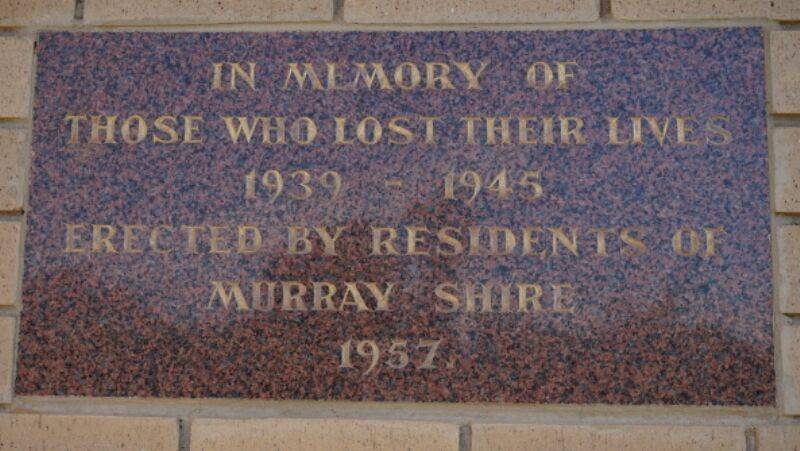 IN MEMORY OF
THOSE WHO LOST THEIR LIVES
1939 - 1945
ERECTED BY RESIDENTS OF
MURRAY SHIRE
1957.